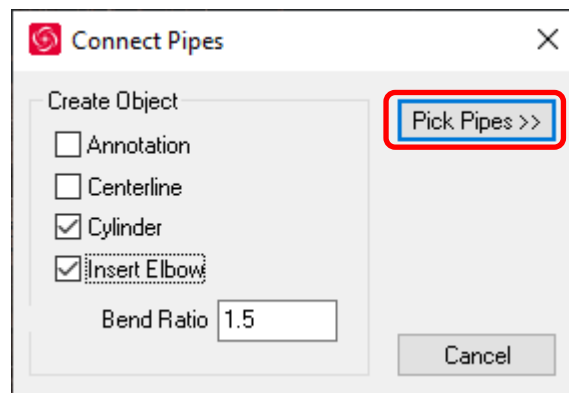 Connect Pipes
Create Object
Pick Pipes >>
Annotation
Centerline
Cylinder
Insert Elbow
Bend Ratio 1.5
Cancel